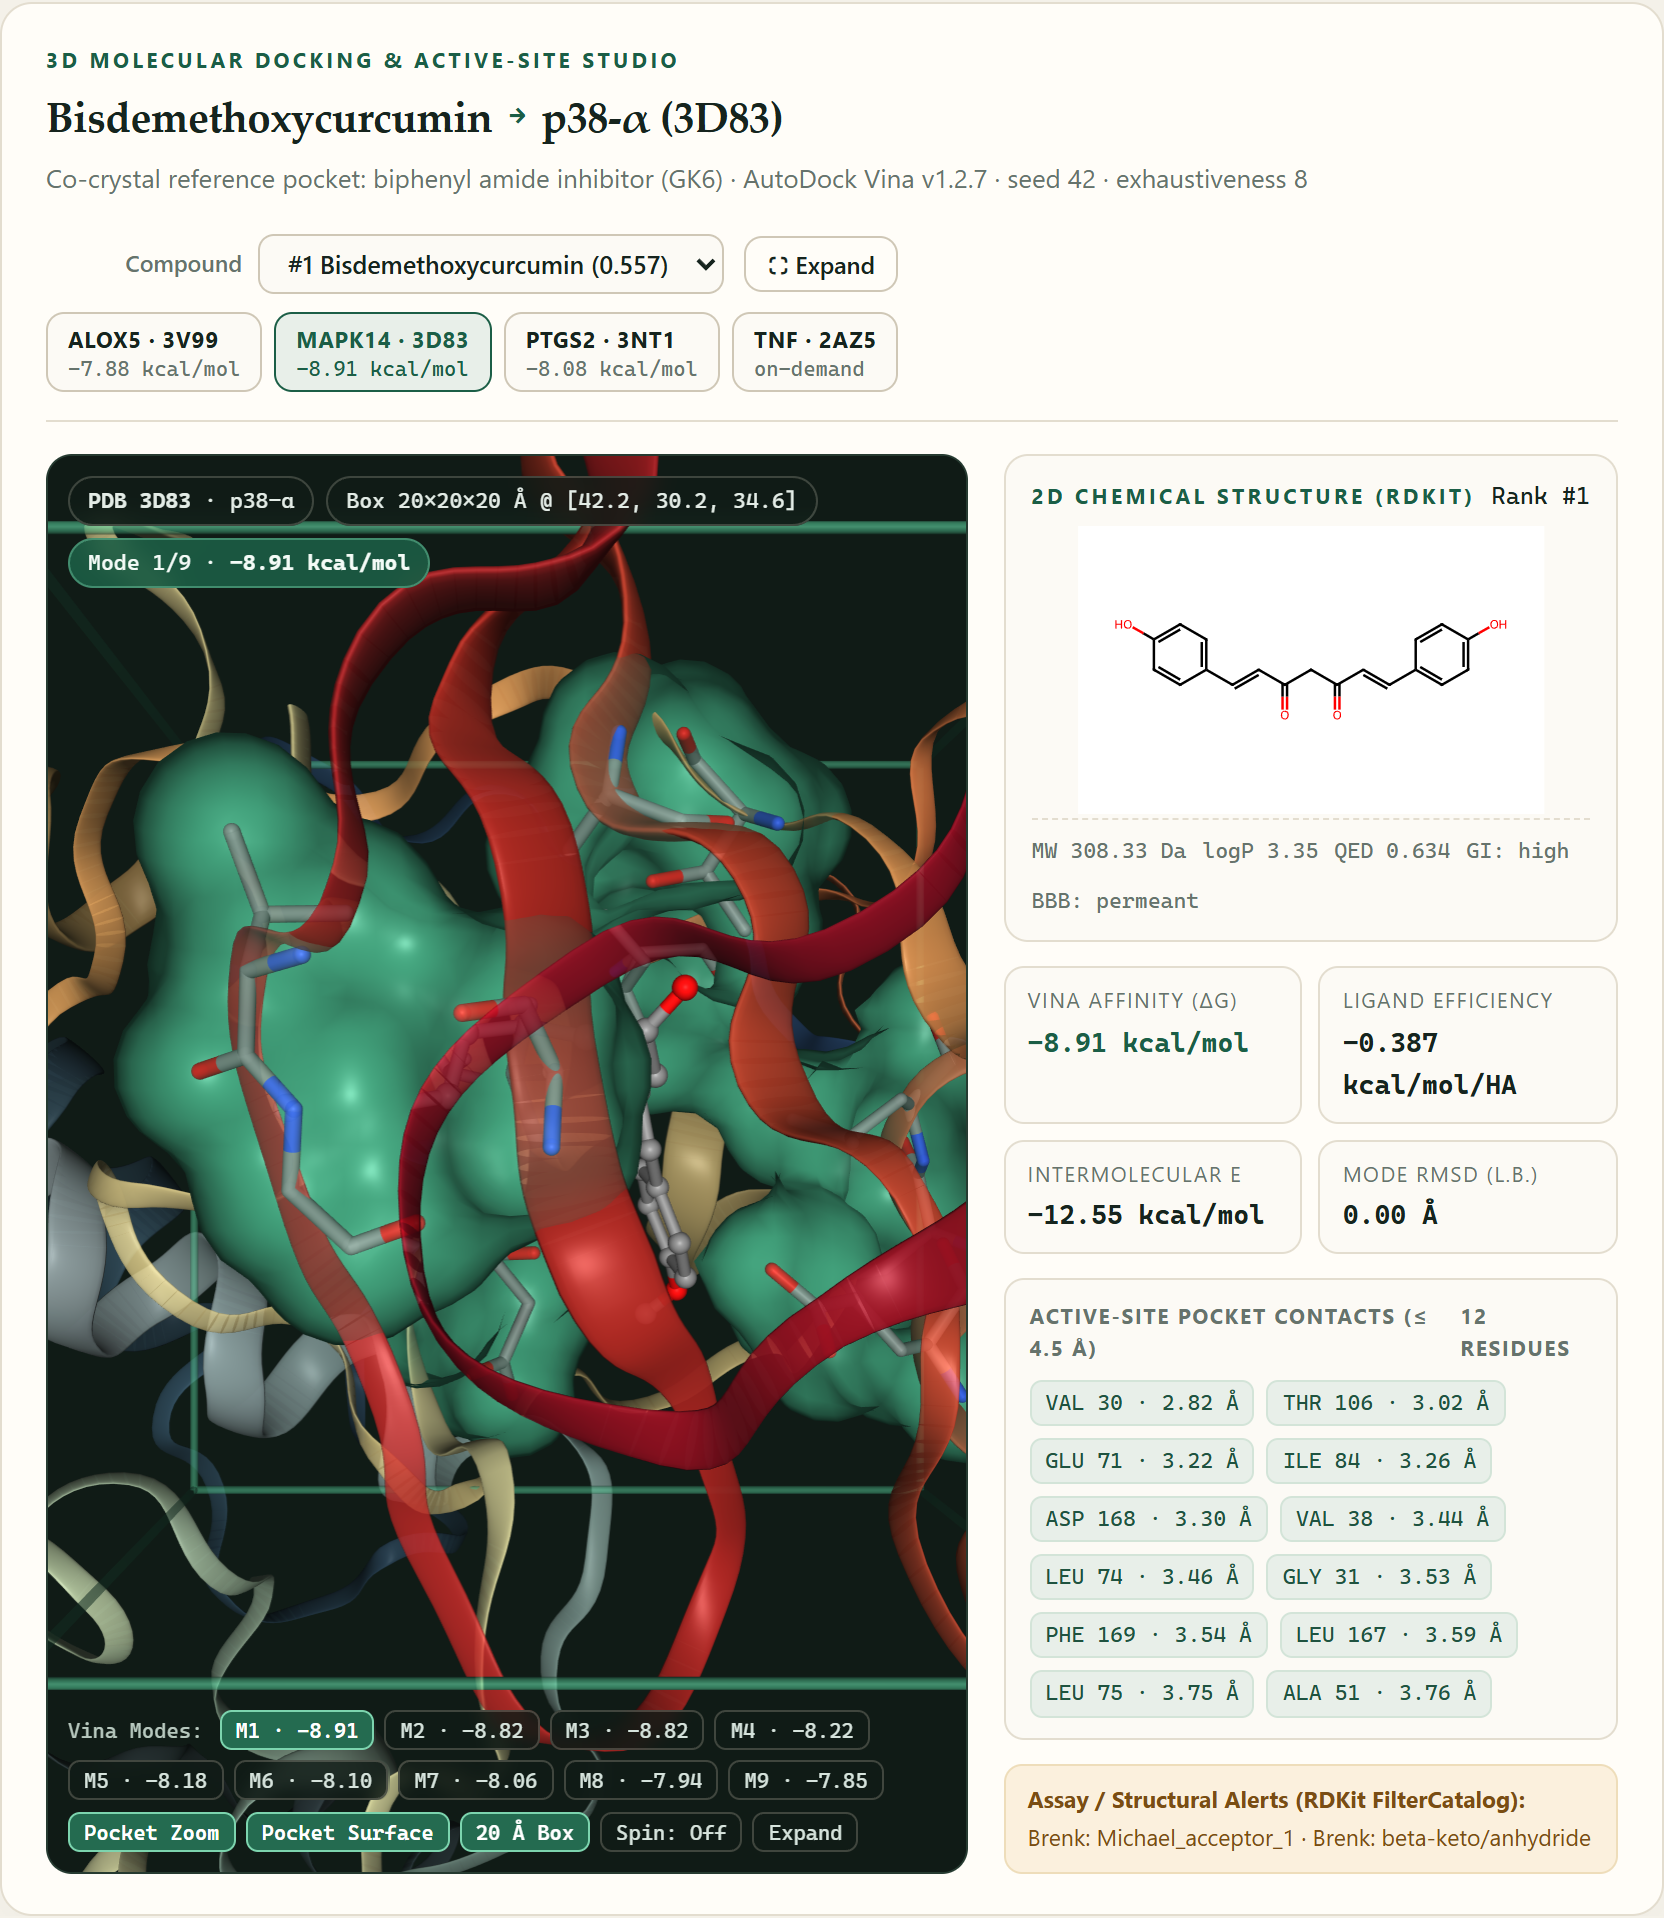 3D MOLECULAR DOCKING & ACTIVE-SITE STUDIO
Bisdemethoxycurcumin → p38-α (3D83)
Co-crystal reference pocket: biphenyl amide inhibitor (GK6) · AutoDock Vina v1.2.7 · seed 42 · exhaustiveness 8
Compound #1 Bisdemethoxycurcumin (0.557) Expand
ALOX5 · 3V99
−7.88 kcal/mol
MAPK14 · 3D83
−8.91 kcal/mol
PTGS2 · 3NT1
−8.08 kcal/mol
TNF · 2AZ5
on-demand
PDB 3D83 · p38-α
Box 20×20×20 Å @ [42.2, 30.2, 34.6]
Mode 1/9 · −8.91 kcal/mol
Vina Modes: M1 · −8.91 M2 · −8.82 M3 · −8.82 M4 · −8.22
M5 · −8.18 M6 · −8.10 M7 · −8.06 M8 · −7.94 M9 · −7.85
Pocket Zoom Pocket Surface 20 Å Box Spin: Off Expand
2D CHEMICAL STRUCTURE (RDKIT) Rank #1
HO OH
O O
MW 308.33 Da logP 3.35 QED 0.634 GI: high
BBB: permeant
VINA AFFINITY (ΔG)
−8.91 kcal/mol
LIGAND EFFICIENCY
−0.387
kcal/mol/HA
INTERMOLECULAR E
−12.55 kcal/mol
MODE RMSD (L.B.)
0.00 Å
ACTIVE-SITE POCKET CONTACTS (≤
4.5 Å)
12
RESIDUES
VAL 30 · 2.82 Å THR 106 · 3.02 Å
GLU 71 · 3.22 Å ILE 84 · 3.26 Å
ASP 168 · 3.30 Å VAL 38 · 3.44 Å
LEU 74 · 3.46 Å GLY 31 · 3.53 Å
PHE 169 · 3.54 Å LEU 167 · 3.59 Å
LEU 75 · 3.75 Å ALA 51 · 3.76 Å
Assay / Structural Alerts (RDKit FilterCatalog):
Brenk: Michael_acceptor_1 · Brenk: beta-keto/anhydride